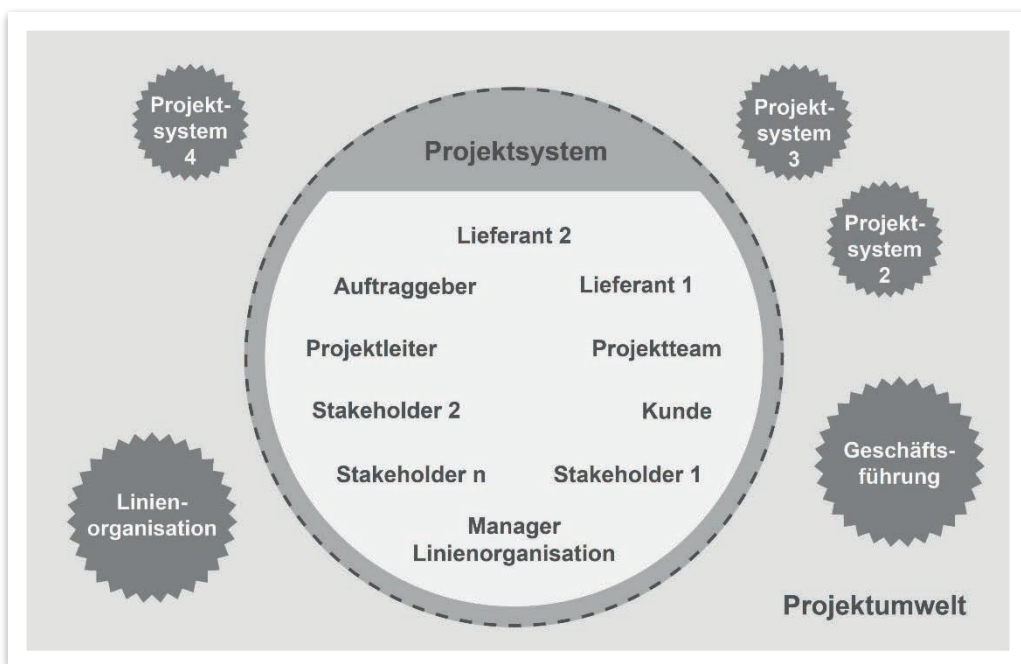 Projekt-
system
4
Projektsystem
Projekt-
system
3
Projekt-
system
2
Lieferant 2
Auftraggeber
Lieferant 1
Projektleiter
Projektteam
Stakeholder 2
Kunde
Stakeholder n
Stakeholder 1
Manager
Linienorganisation
Linien-
organisation
Geschäfts-
führung
Projektumwelt